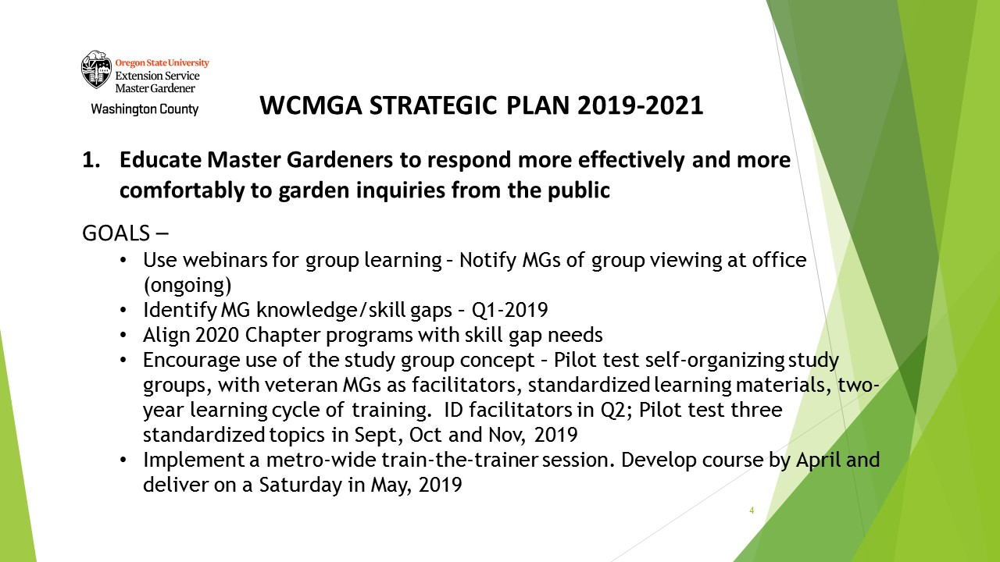 Oregon State University
Extension Service
Master Gardener
Washington County
WCMGA STRATEGIC PLAN 2019-2021
1. Educate Master Gardeners to respond more effectively and more
comfortably to garden inquiries from the public
GOALS –
• Use webinars for group learning – Notify MGs of group viewing at office
(ongoing)
• Identify MG knowledge/skill gaps – Q1-2019
• Align 2020 Chapter programs with skill gap needs
• Encourage use of the study group concept – Pilot test self-organizing study
groups, with veteran MGs as facilitators, standardized learning materials, two-
year learning cycle of training.  ID facilitators in Q2; Pilot test three
standardized topics in Sept, Oct and Nov, 2019
• Implement a metro-wide train-the-trainer session. Develop course by April and
deliver on a Saturday in May, 2019
4